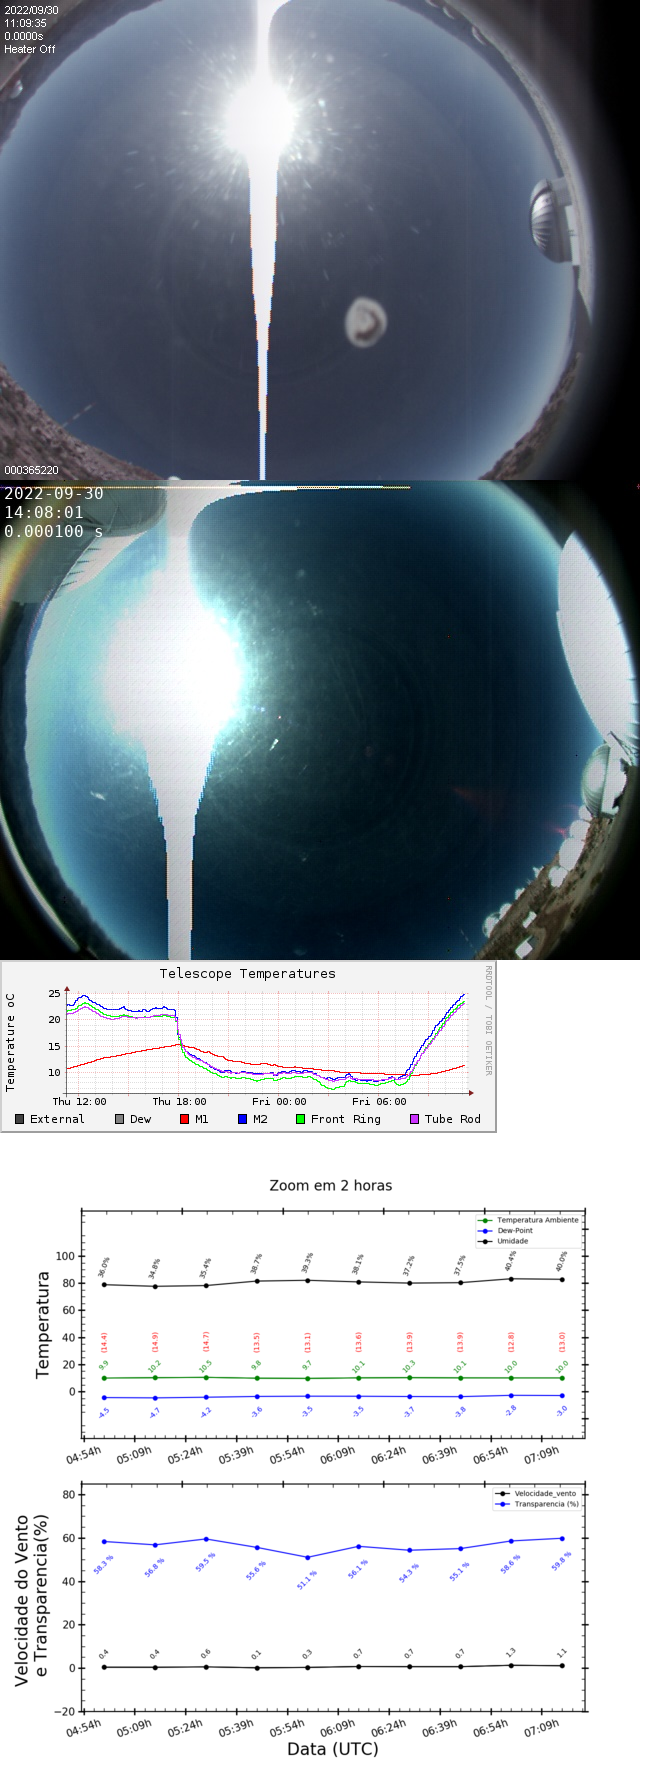 2022/09/30
11:09:35
0.0000s
Heater Off
000365220
2022-09-30
14:08:01
0.000100 s
Telescope Temperatures
RRDTOOL / TOBI OETIKER
Temperature oC
25
20
15
10
Thu 12:00 Thu 18:00 Fri 00:00 Fri 06:00
External Dew M1 M2 Front Ring Tube Rod
Zoom em 2 horas
Temperatura Ambiente
Dew-Point
Umidade
Temperatura
100
80
60
40
20
0
36.0% 34.8% 35.4% 38.7% 39.3% 38.1% 37.2% 37.5% 40.4% 40.0%
(14.4) (14.9) (14.7) (13.5) (13.1) (13.6) (13.9) (13.9) (12.8) (13.0)
9.9 10.2 10.5 9.8 9.7 10.1 10.3 10.1 10.0 10.0
-4.5 -4.7 -4.2 -3.6 -3.5 -3.5 -3.7 -3.8 -2.8 -3.0
04:54h 05:09h 05:24h 05:39h 05:54h 06:09h 06:24h 06:39h 06:54h 07:09h
Velocidade_vento
Transparencia (%)
Velocidade do Vento
e Transparencia(%)
80
60
40
20
0
−20
58.3 % 56.8 % 59.5 % 55.6 % 51.1 % 56.1 % 54.3 % 55.1 % 58.6 % 59.8 %
0.4 0.4 0.6 0.1 0.3 0.7 0.7 0.7 1.3 1.1
04:54h 05:09h 05:24h 05:39h 05:54h 06:09h 06:24h 06:39h 06:54h 07:09h
Data (UTC)